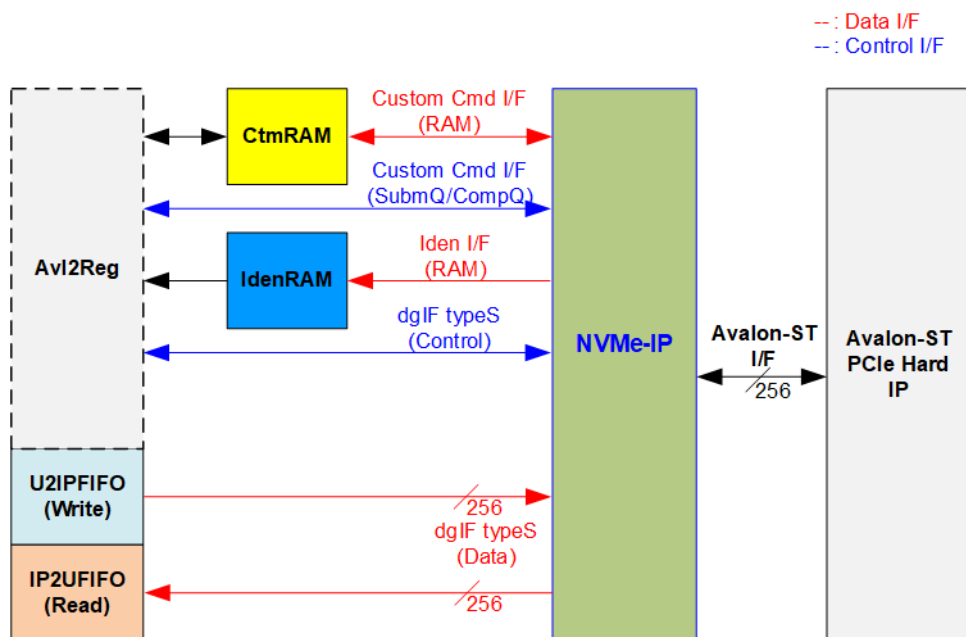 -- : Data I/F
-- : Control I/F
Custom Cmd I/F
(RAM)
CtmRAM
Custom Cmd I/F
(SubmQ/CompQ)
Iden I/F
(RAM)
AvI2Reg
IdenRAM
dgIF typeS
(Control)
NVMe-IP
Avalon-ST
I/F
256
Avalon-ST
PCIe Hard
IP
U2IPFIFO
(Write)
256
dgIF typeS
(Data)
IP2UFIFO
(Read)
256